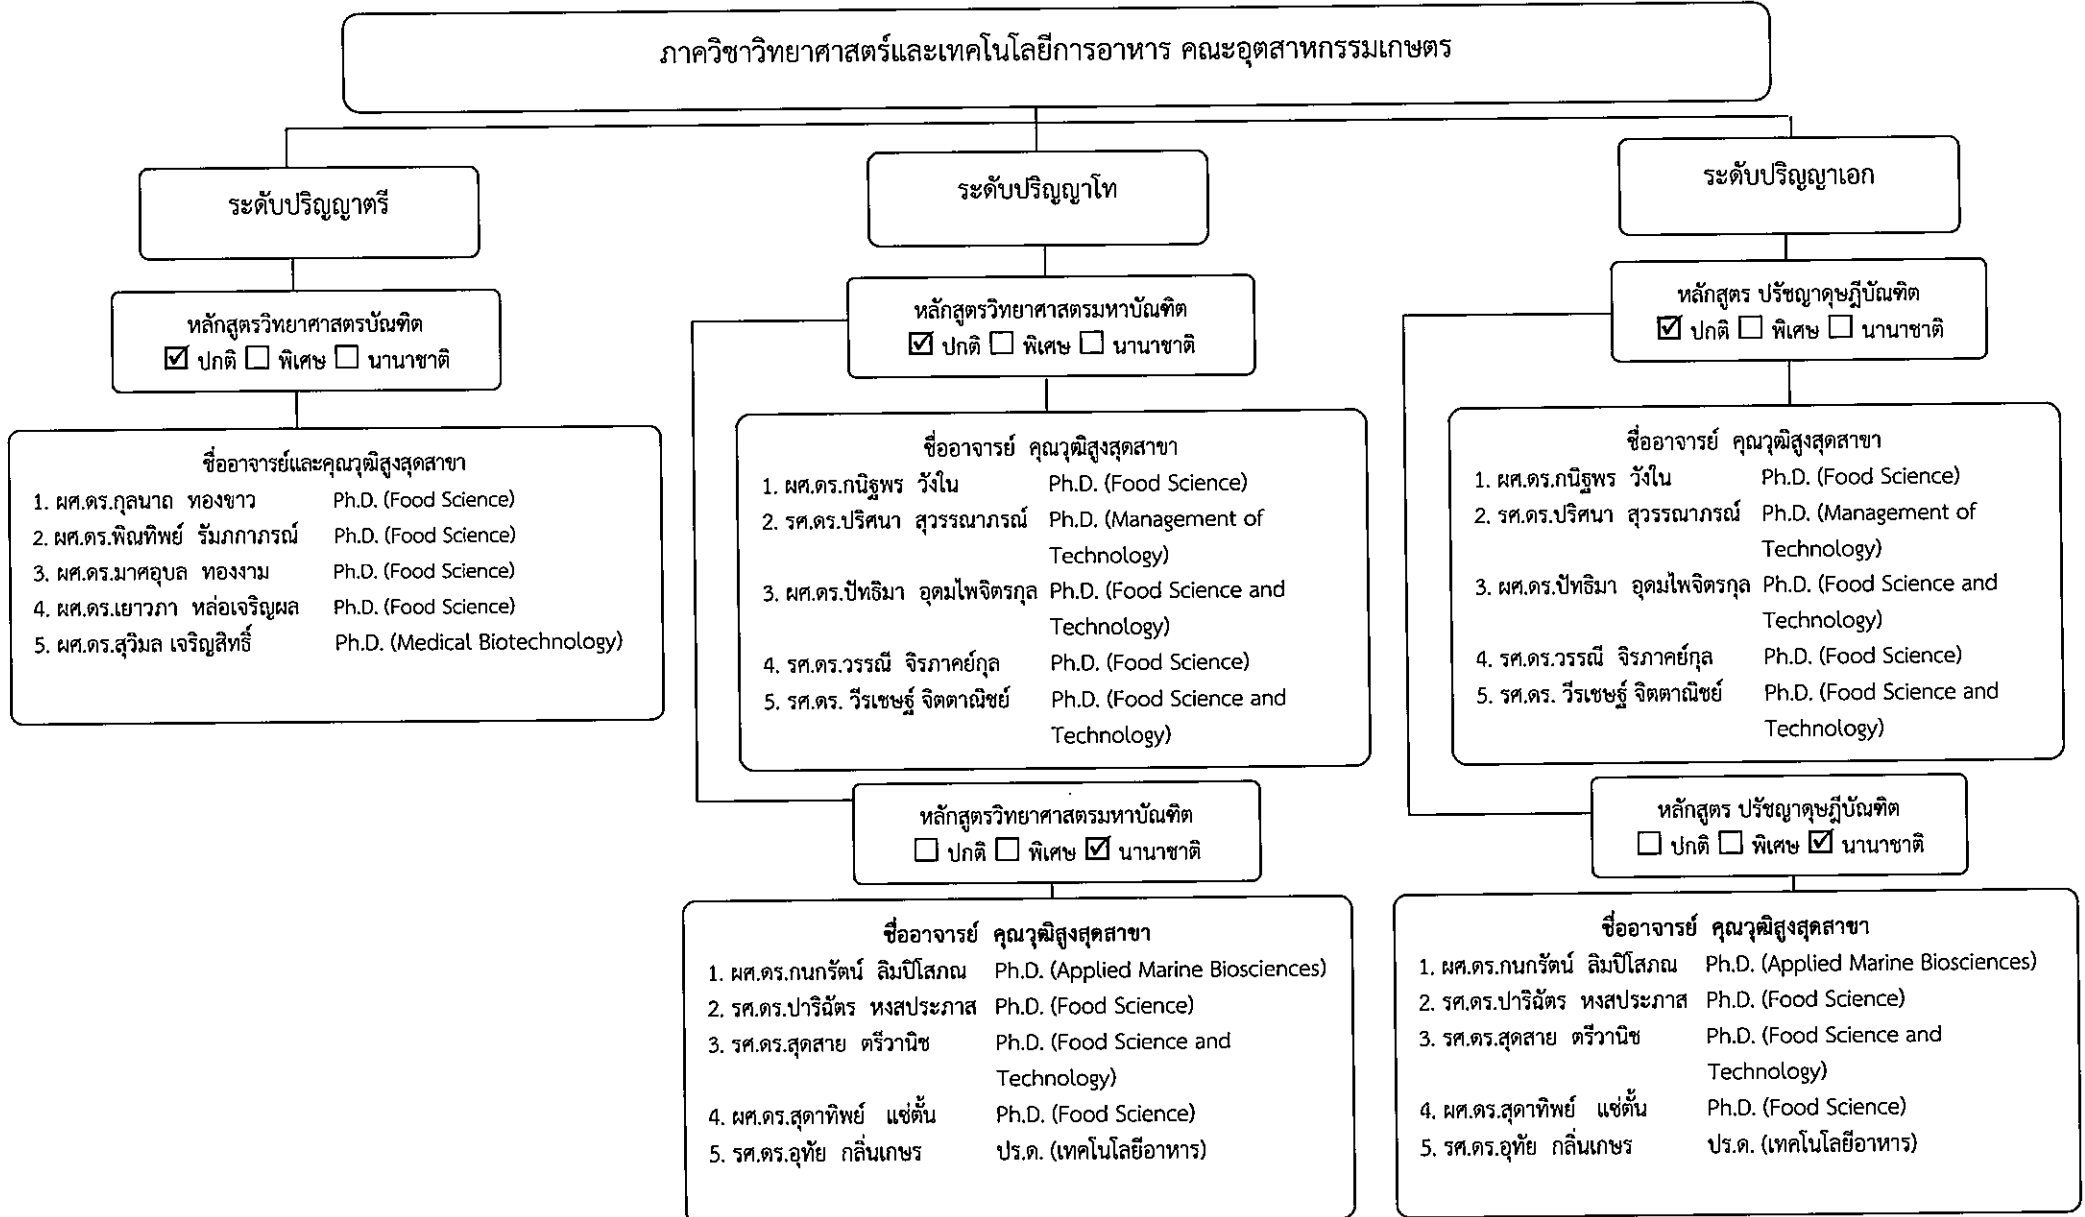 ภาควิชาวิทยาศาสตร์และเทคโนโลยีการอาหาร คณะอุตสาหกรรมเกษตร
ระดับปริญญาตรี
หลักสูตรวิทยาศาสตรบัณฑิต
☑ ปกติ ☐ พิเศษ ☐ นานาชาติ
ชื่ออาจารย์และคุณวุฒิสูงสุดสาขา
1. ผศ.ดร.กุลนาถ ทองขาว Ph.D. (Food Science)
2. ผศ.ดร.พิณทิพย์ รัมภกาภรณ์ Ph.D. (Food Science)
3. ผศ.ดร.มาศอุบล ทองงาม Ph.D. (Food Science)
4. ผศ.ดร.เยาวภา หล่อเจริญผล Ph.D. (Food Science)
5. ผศ.ดร.สุวิมล เจริญสิทธิ์ Ph.D. (Medical Biotechnology)
ระดับปริญญาโท
หลักสูตรวิทยาศาสตรมหาบัณฑิต
☑ ปกติ ☐ พิเศษ ☐ นานาชาติ
ชื่ออาจารย์ คุณวุฒิสูงสุดสาขา
1. ผศ.ดร.กนิฐพร วังใน Ph.D. (Food Science)
2. รศ.ดร.ปริศนา สุวรรณาภรณ์ Ph.D. (Management of
Technology)
3. ผศ.ดร.ปัทธิมา อุดมไพจิตรกุล Ph.D. (Food Science and
Technology)
4. รศ.ดร.วรรณี จิรภาคย์กุล Ph.D. (Food Science)
5. รศ.ดร. วีรเชษฐ์ จิตตาณิชย์ Ph.D. (Food Science and
Technology)
หลักสูตรวิทยาศาสตรมหาบัณฑิต
☐ ปกติ ☐ พิเศษ ☑ นานาชาติ
ชื่ออาจารย์ คุณวุฒิสูงสุดสาขา
1. ผศ.ดร.กนกรัตน์ ลิมปิโสภณ Ph.D. (Applied Marine Biosciences)
2. รศ.ดร.ปาริฉัตร หงสประภาส Ph.D. (Food Science)
3. รศ.ดร.สุดสาย ตรีวานิช Ph.D. (Food Science and
Technology)
4. ผศ.ดร.สุดาทิพย์ แซ่ตั้น Ph.D. (Food Science)
5. รศ.ดร.อุทัย กลิ่นเกษร ปร.ด. (เทคโนโลยีอาหาร)
ระดับปริญญาเอก
หลักสูตร ปรัชญาดุษฎีบัณฑิต
☑ ปกติ ☐ พิเศษ ☐ นานาชาติ
ชื่ออาจารย์ คุณวุฒิสูงสุดสาขา
1. ผศ.ดร.กนิฐพร วังใน Ph.D. (Food Science)
2. รศ.ดร.ปริศนา สุวรรณาภรณ์ Ph.D. (Management of
Technology)
3. ผศ.ดร.ปัทธิมา อุดมไพจิตรกุล Ph.D. (Food Science and
Technology)
4. รศ.ดร.วรรณี จิรภาคย์กุล Ph.D. (Food Science)
5. รศ.ดร. วีรเชษฐ์ จิตตาณิชย์ Ph.D. (Food Science and
Technology)
หลักสูตร ปรัชญาดุษฎีบัณฑิต
☐ ปกติ ☐ พิเศษ ☑ นานาชาติ
ชื่ออาจารย์ คุณวุฒิสูงสุดสาขา
1. ผศ.ดร.กนกรัตน์ ลิมปิโสภณ Ph.D. (Applied Marine Biosciences)
2. รศ.ดร.ปาริฉัตร หงสประภาส Ph.D. (Food Science)
3. รศ.ดร.สุดสาย ตรีวานิช Ph.D. (Food Science and
Technology)
4. ผศ.ดร.สุดาทิพย์ แซ่ตั้น Ph.D. (Food Science)
5. รศ.ดร.อุทัย กลิ่นเกษร ปร.ด. (เทคโนโลยีอาหาร)